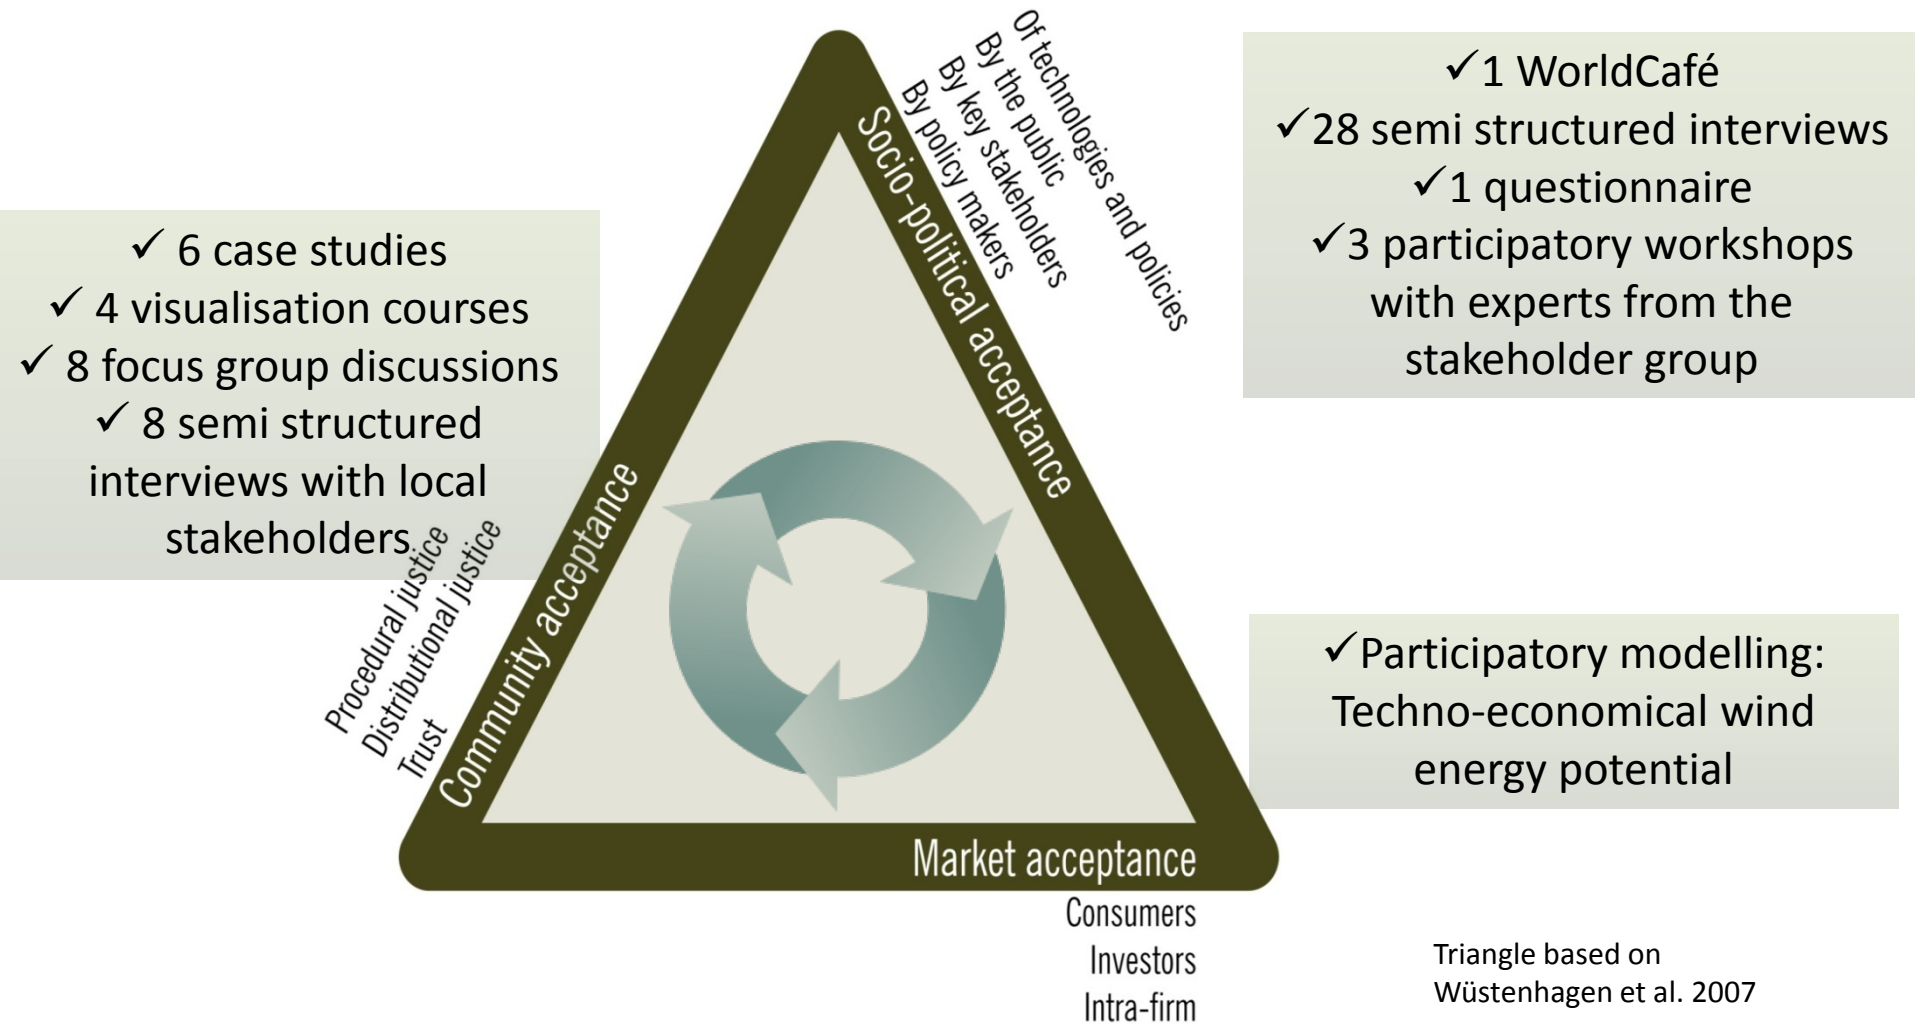 ✓ 6 case studies
✓ 4 visualisation courses
✓ 8 focus group discussions
✓ 8 semi structured
interviews with local
stakeholders
Procedural justice
Distributional justice
Trust
Community acceptance
Socio-political acceptance
Of technologies and policies
By the public
By key stakeholders
By policy makers
✓1 WorldCafé
✓28 semi structured interviews
✓1 questionnaire
✓3 participatory workshops
with experts from the
stakeholder group
✓Participatory modelling:
Techno-economical wind
energy potential
Market acceptance
Consumers
Investors
Intra-firm
Triangle based on
Wüstenhagen et al. 2007